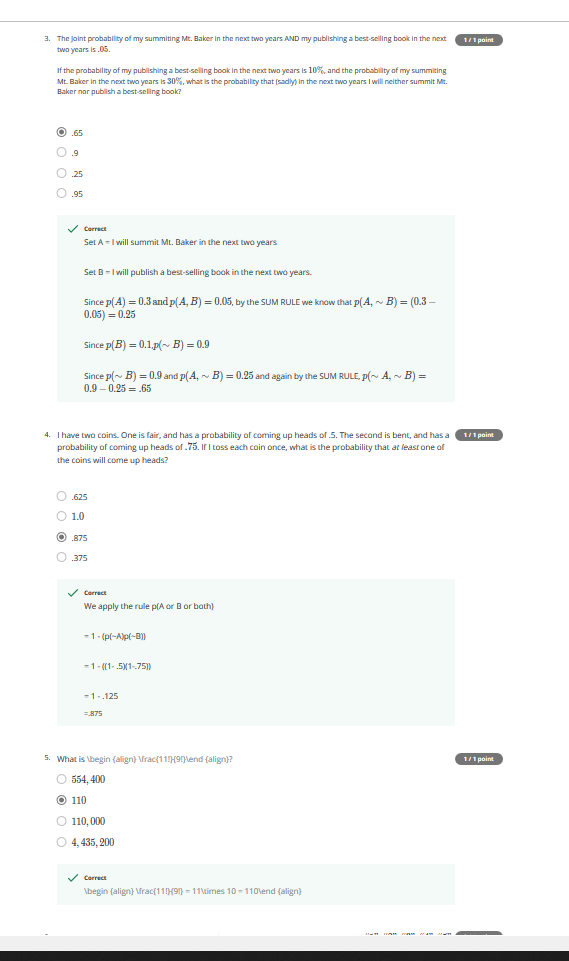 3. The joint probability of my summiting Mt. Baker in the next two years AND my publishing a best-selling book in the next
1 / 1 point
two years is .05.
If the probability of my publishing a best-selling book in the next two years is 10%, and the probability of my summiting
Mt. Baker in the next two years is 30%, what is the probability that (sadly) in the next two years I will neither summit Mt.
Baker nor publish a best-selling book?
.65
.9
.25
.95
Correct
Set A = I will summit Mt. Baker in the next two years
Set B = I will publish a best-selling book in the next two years.
Since p(A) = 0.3 and p(A, B) = 0.05, by the SUM RULE we know that p(A, ∼ B) = (0.3 −
0.05) = 0.25
Since p(B) = 0.1,p(∼ B) = 0.9
Since p(∼ B) = 0.9 and p(A, ∼ B) = 0.25 and again by the SUM RULE, p(∼ A, ∼ B) =
0.9 − 0.25 = .65
4. I have two coins. One is fair, and has a probability of coming up heads of .5. The second is bent, and has a
1 / 1 point
probability of coming up heads of .75. If I toss each coin once, what is the probability that at least one of
the coins will come up heads?
.625
1.0
.875
.375
Correct
We apply the rule p(A or B or both)
= 1 - (p(~A)p(~B))
= 1 - ((1- .5)(1-.75))
= 1 - .125
=.875
5. What is \begin {align} \frac{11!}{9!}\end {align}?
1 / 1 point
554, 400
110
110, 000
4, 435, 200
Correct
\begin {align} \frac{11!}{9!} = 11\times 10 = 110\end {align}